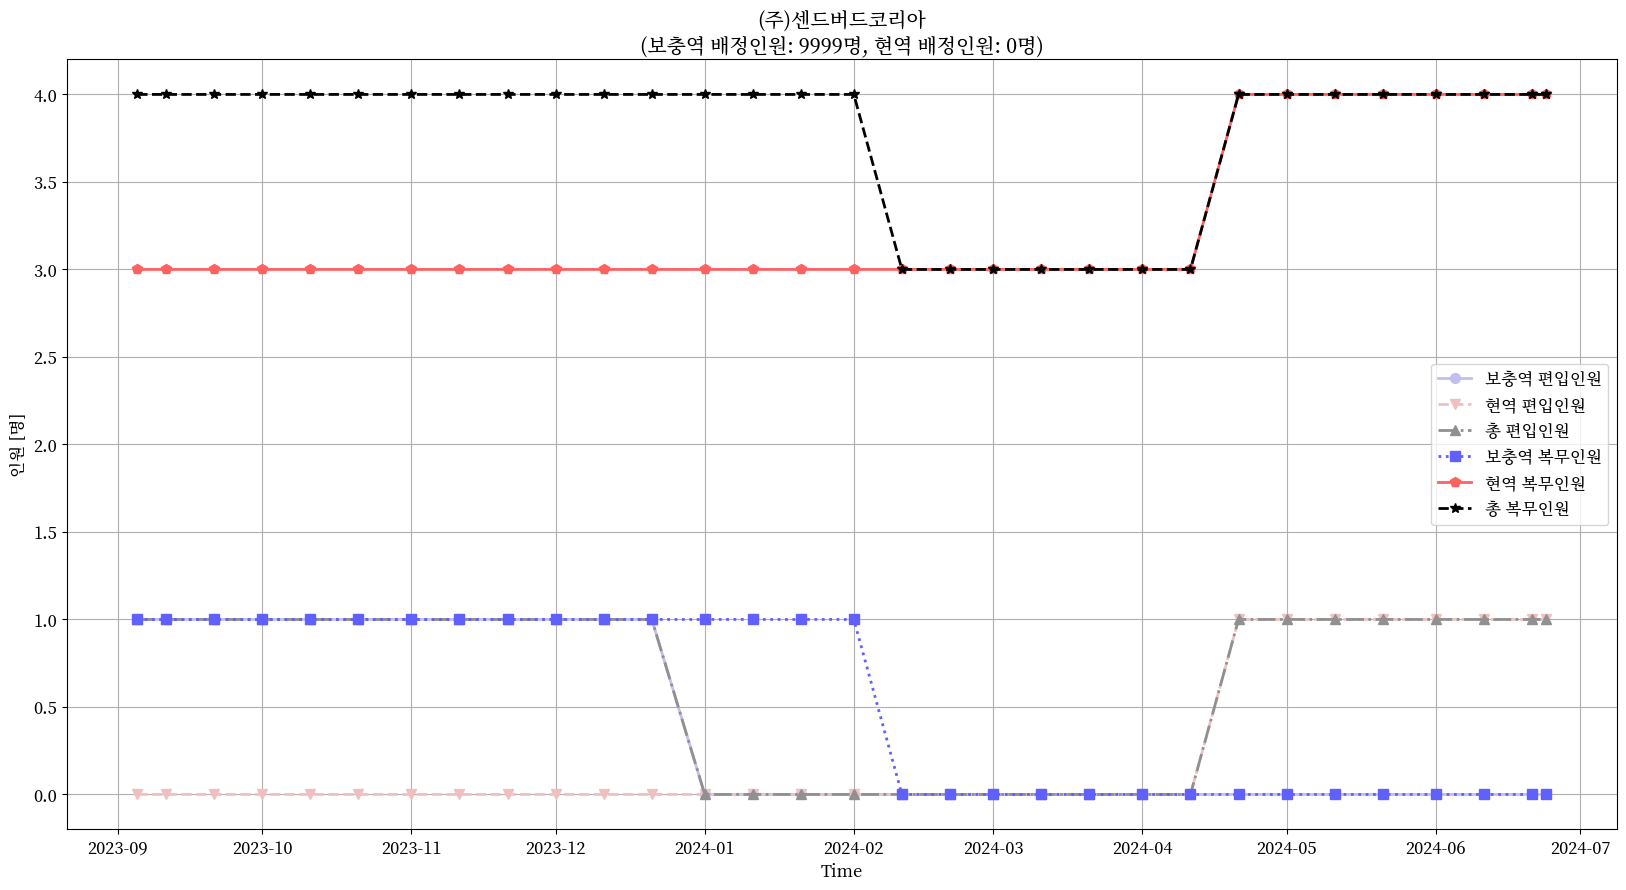 (주)센드버드코리아
(보충역 배정인원: 9999명, 현역 배정인원: 0명)
인원 [명]
4.0
3.5
3.0
2.5
2.0
1.5
1.0
0.5
0.0
보충역 편입인원
현역 편입인원
총 편입인원
보충역 복무인원
현역 복무인원
총 복무인원
2023-09
2023-10
2023-11
2023-12
2024-01
2024-02
2024-03
2024-04
2024-05
2024-06
2024-07
Time